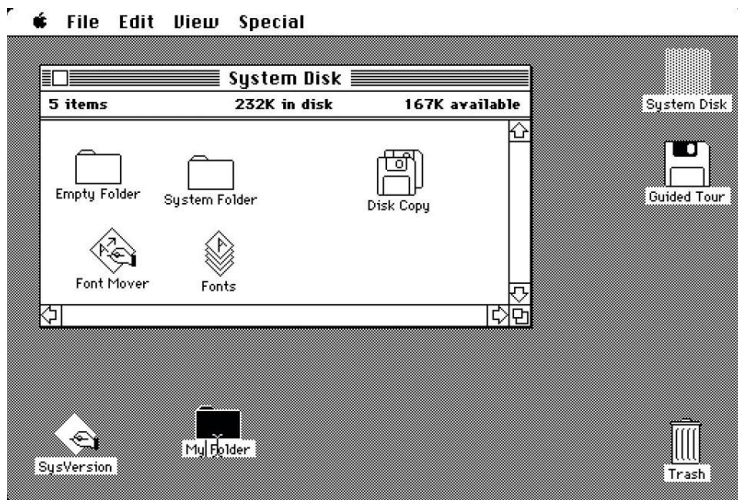 File Edit View Special
System Disk
5 items 232K in disk 167K available
Empty Folder System Folder Disk Copy
Font Mover Fonts
System Disk
Guided Tour
SysVersion My Folder Trash